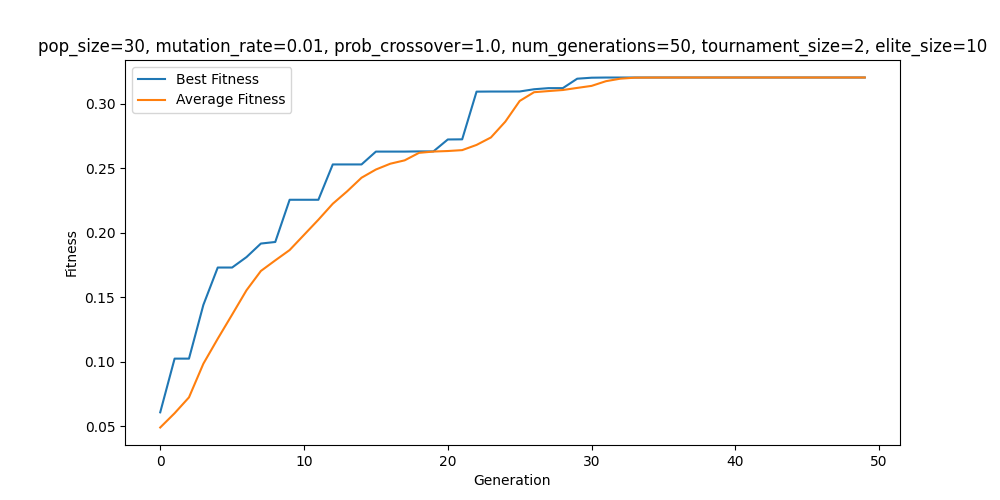 pop_size=30, mutation_rate=0.01, prob_crossover=1.0, num_generations=50, tournament_size=2, elite_size=10
Best Fitness
Average Fitness
0.30
0.25
0.20
0.15
0.10
0.05
Fitness
0 10 20 30 40 50
Generation